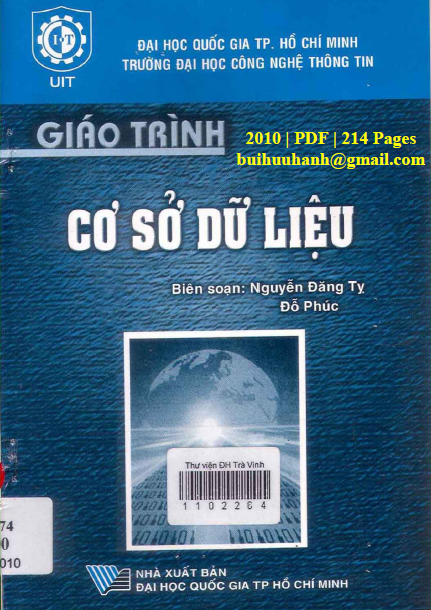 ĐẠI HỌC QUỐC GIA TP. HỒ CHÍ MINH
TRƯỜNG ĐẠI HỌC CÔNG NGHỆ THÔNG TIN
UIT
GIÁO TRÌNH
2010 | PDF | 214 Pages
buihuuhanh@gmail.com
CƠ SỞ DỮ LIỆU
Biên soạn: Nguyễn Đăng Tỵ
Đỗ Phúc
Thư viện ĐH Trà Vinh
1102264
74
0
010
NHÀ XUẤT BẢN
ĐẠI HỌC QUỐC GIA TP HỒ CHÍ MINH